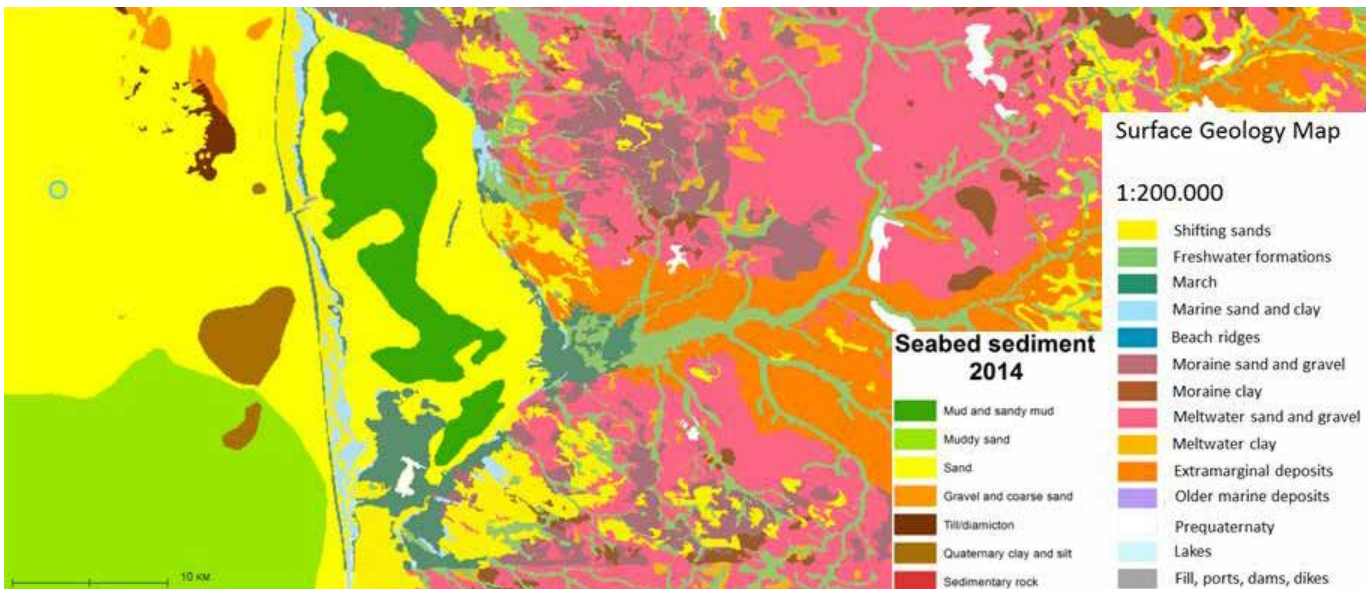 Surface Geology Map
1:200.000
Shifting sands
Freshwater formations
March
Marine sand and clay
Beach ridges
Moraine sand and gravel
Moraine clay
Meltwater sand and gravel
Meltwater clay
Extramarginal deposits
Older marine deposits
Prequaternaty
Lakes
Fill, ports, dams, dikes
Seabed sediment
2014
Mud and sandy mud
Muddy sand
Sand
Gravel and coarse sand
Till/diamicton
Quaternary clay and silt
Sedimentary rock
10 KM